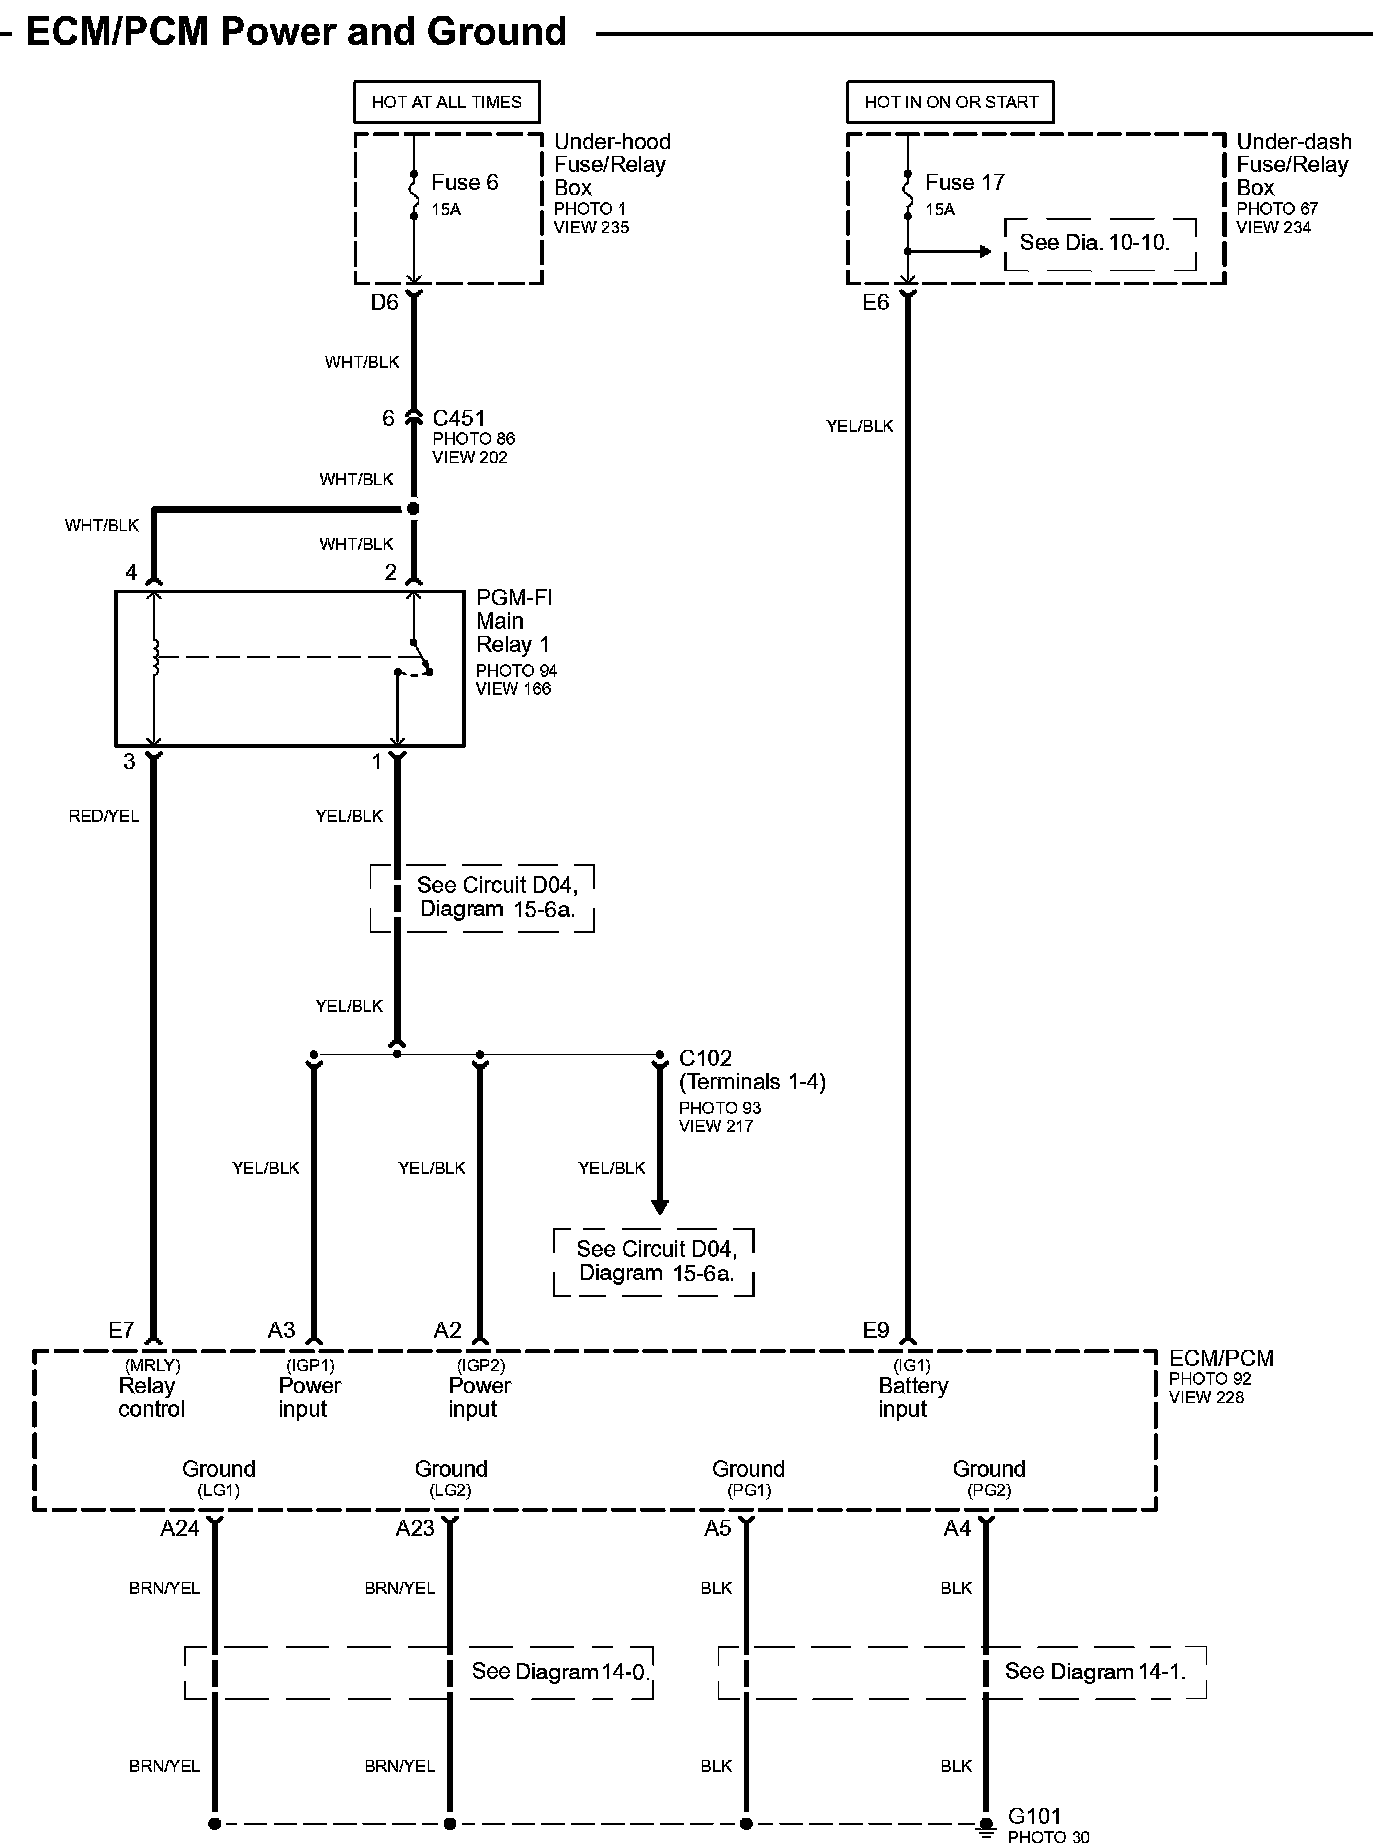 ECM/PCM Power and Ground
HOT AT ALL TIMES
HOT IN ON OR START
Under-hood
Fuse/Relay
Box
PHOTO 1
VIEW 235
Fuse 6
15A
Under-dash
Fuse/Relay
Box
PHOTO 67
VIEW 234
Fuse 17
15A
See Dia. 10-10.
D6
E6
WHT/BLK
6
C451
PHOTO 86
VIEW 202
YEL/BLK
WHT/BLK
WHT/BLK
WHT/BLK
4
2
PGM-FI
Main
Relay 1
PHOTO 94
VIEW 166
3
1
RED/YEL
YEL/BLK
See Circuit D04,
Diagram 15-6a.
YEL/BLK
C102
(Terminals 1-4)
PHOTO 93
VIEW 217
YEL/BLK
YEL/BLK
YEL/BLK
See Circuit D04,
Diagram 15-6a.
E7
A3
A2
E9
(MRLY)
Relay
control
(IGP1)
Power
input
(IGP2)
Power
input
(IG1)
Battery
input
ECM/PCM
PHOTO 92
VIEW 228
Ground
(LG1)
Ground
(LG2)
Ground
(PG1)
Ground
(PG2)
A24
A23
A5
A4
BRN/YEL
BRN/YEL
BLK
BLK
See Diagram 14-0.
See Diagram 14-1.
BRN/YEL
BRN/YEL
BLK
BLK
G101
PHOTO 30